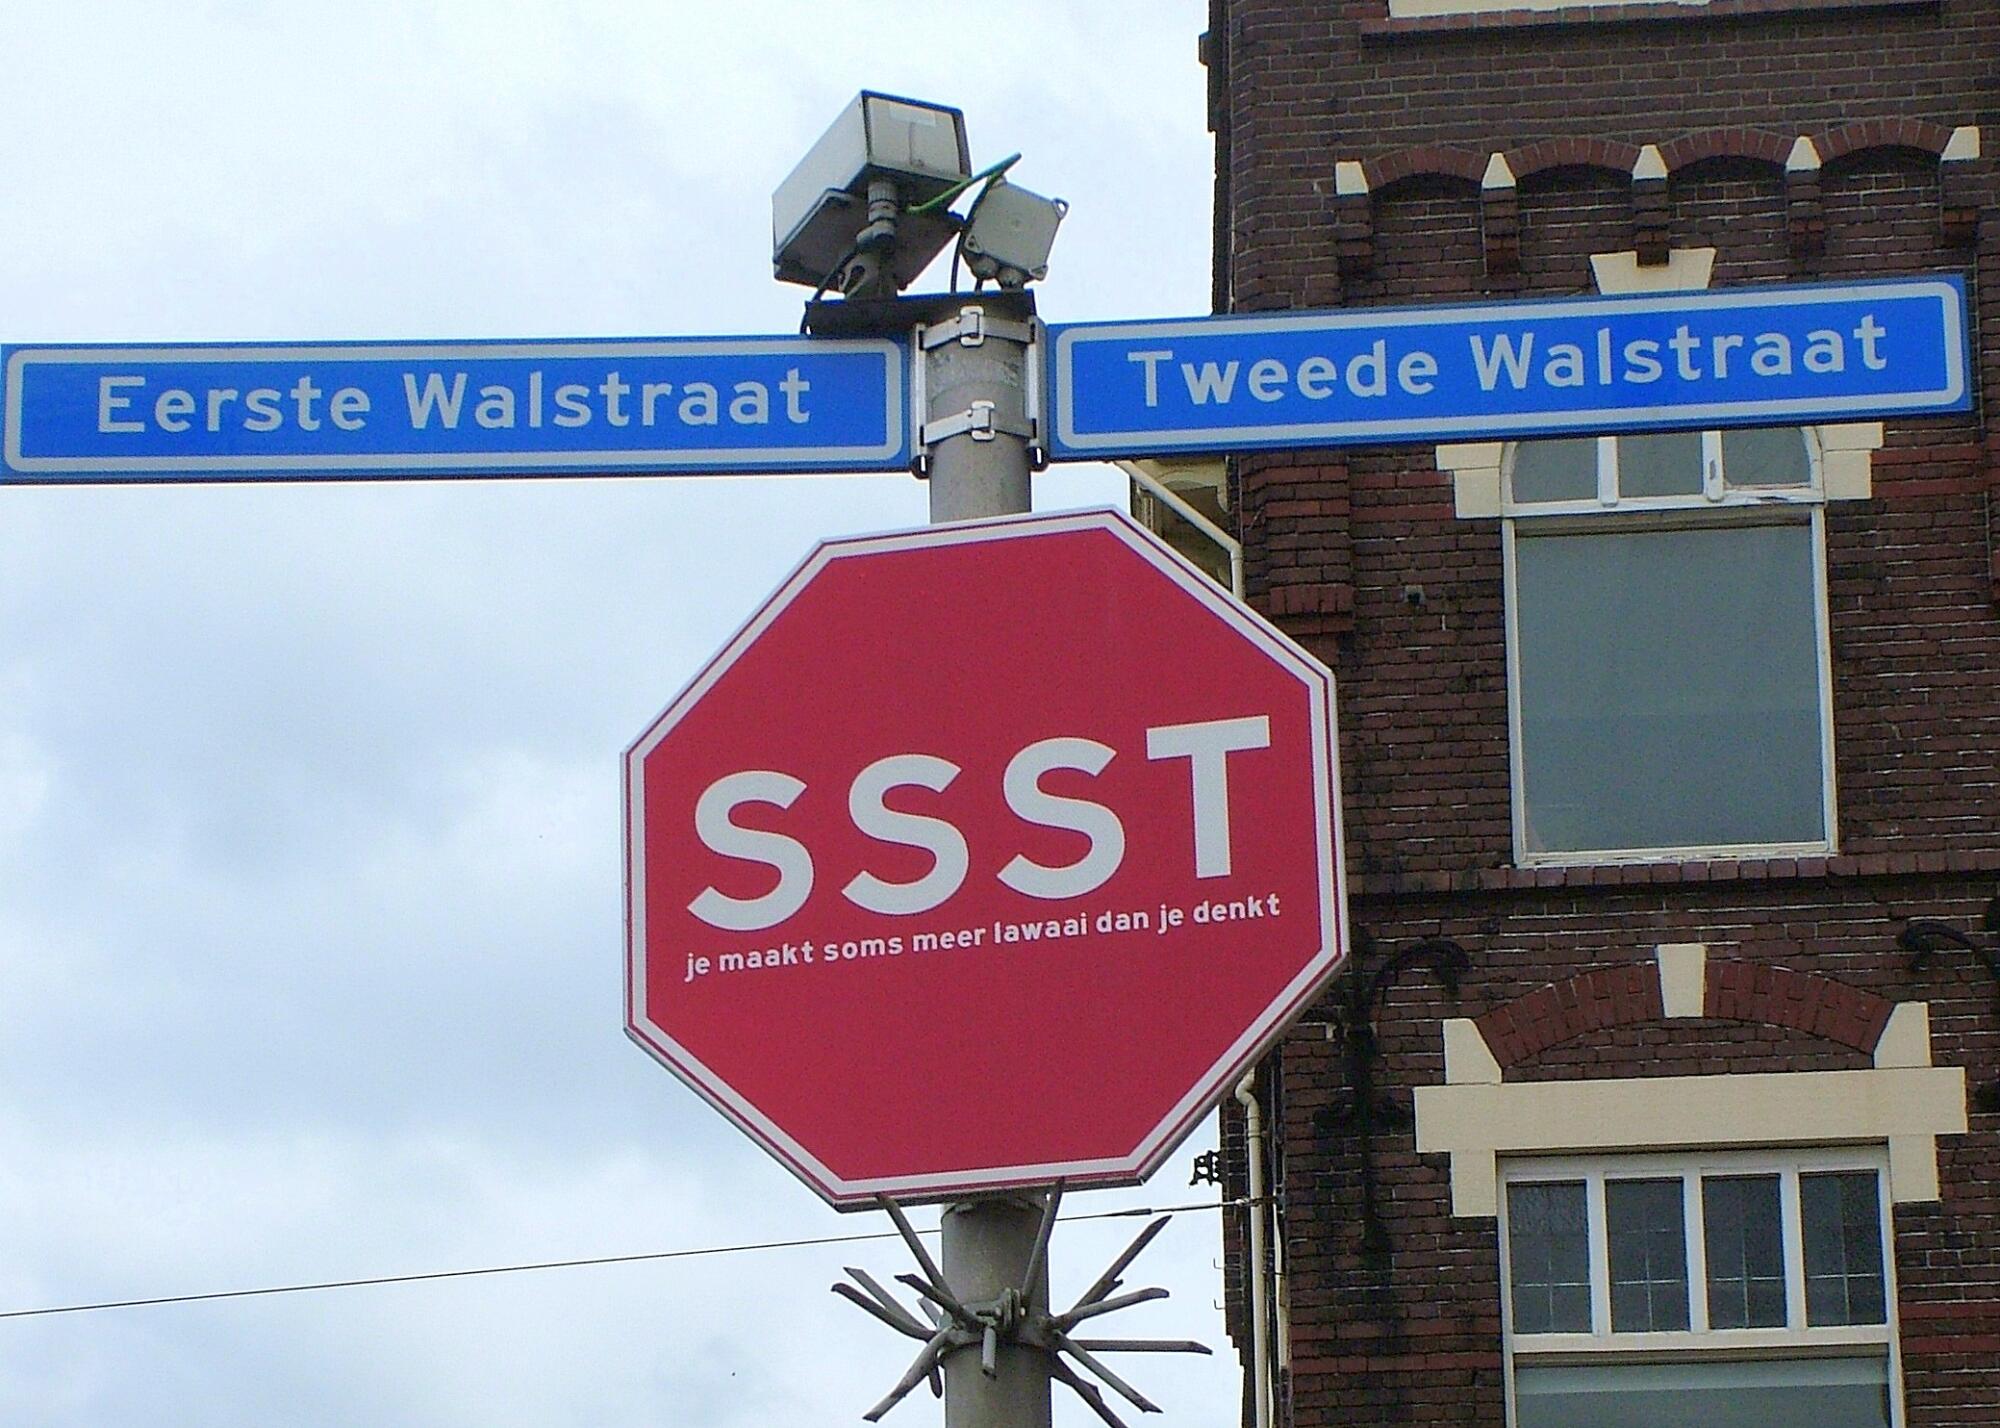 Eerste Walstraat
Tweede Walstraat
SSST
je maakt soms meer lawaai dan je denkt